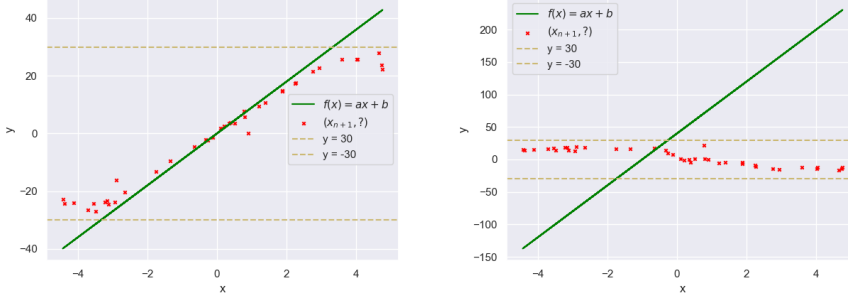 40
20
0
−20
−40
y
−4
−2
0
2
4
x
f(x) = ax + b
(xₙ₊₁, ?)
y = 30
y = -30
200
150
100
50
0
−50
−100
−150
y
−4
−2
0
2
4
x
f(x) = ax + b
(xₙ₊₁, ?)
y = 30
y = -30